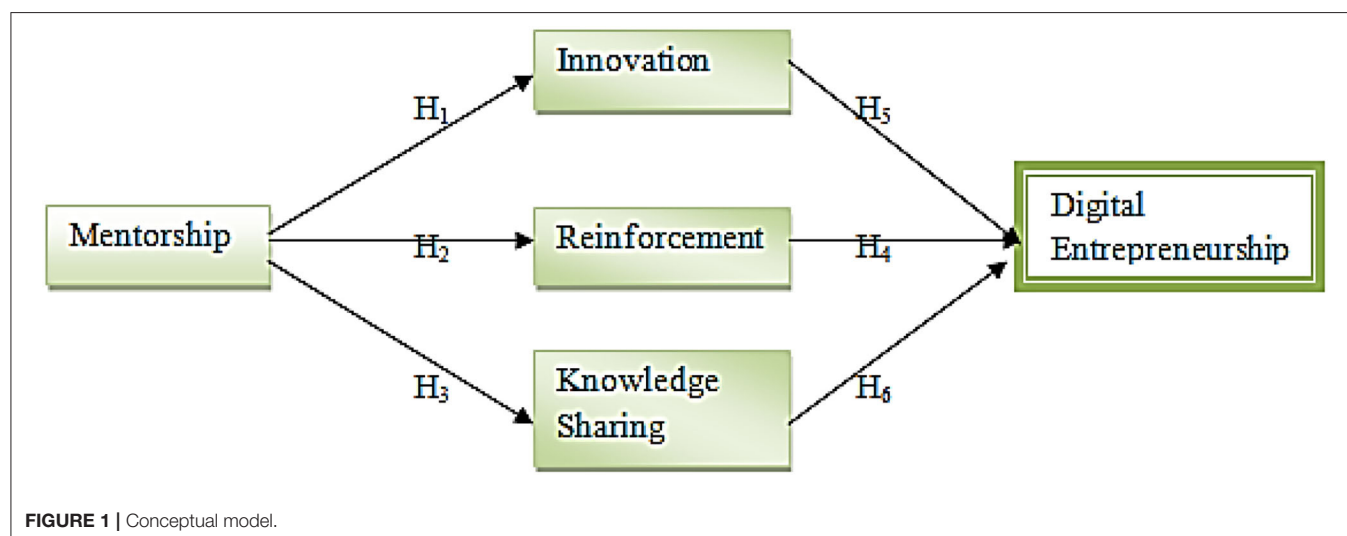 Innovation
H₁
H₅
Mentorship
H₂
Reinforcement
H₄
Digital
Entrepreneurship
H₃
Knowledge
Sharing
H₆
FIGURE 1 | Conceptual model.